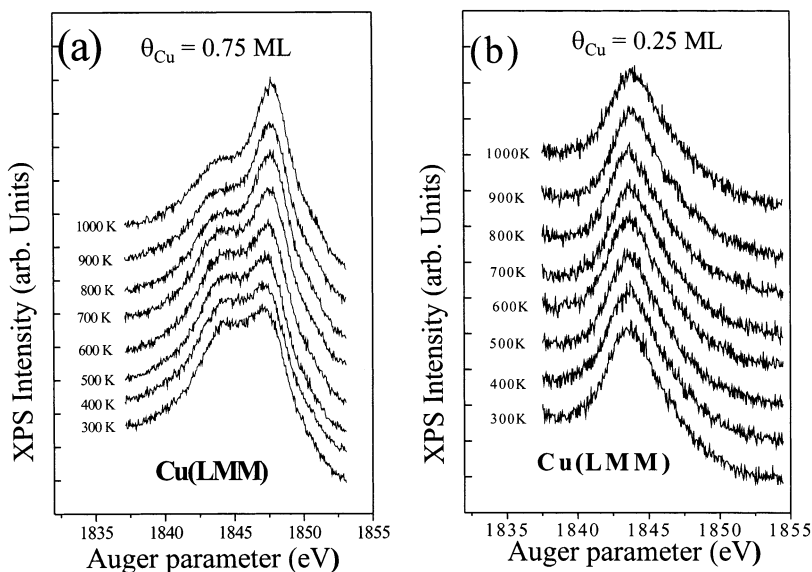 (a)
θCu = 0.75 ML
1000 K
900 K
800 K
700 K
600 K
500 K
400 K
300 K
Cu(LMM)
XPS Intensity (arb. Units)
1835 1840 1845 1850 1855
Auger parameter (eV)
(b)
θCu = 0.25 ML
1000K
900K
800K
700K
600K
500K
400K
300K
Cu(LMM)
XPS Intensity (arb. Units)
1835 1840 1845 1850 1855
Auger parameter (eV)